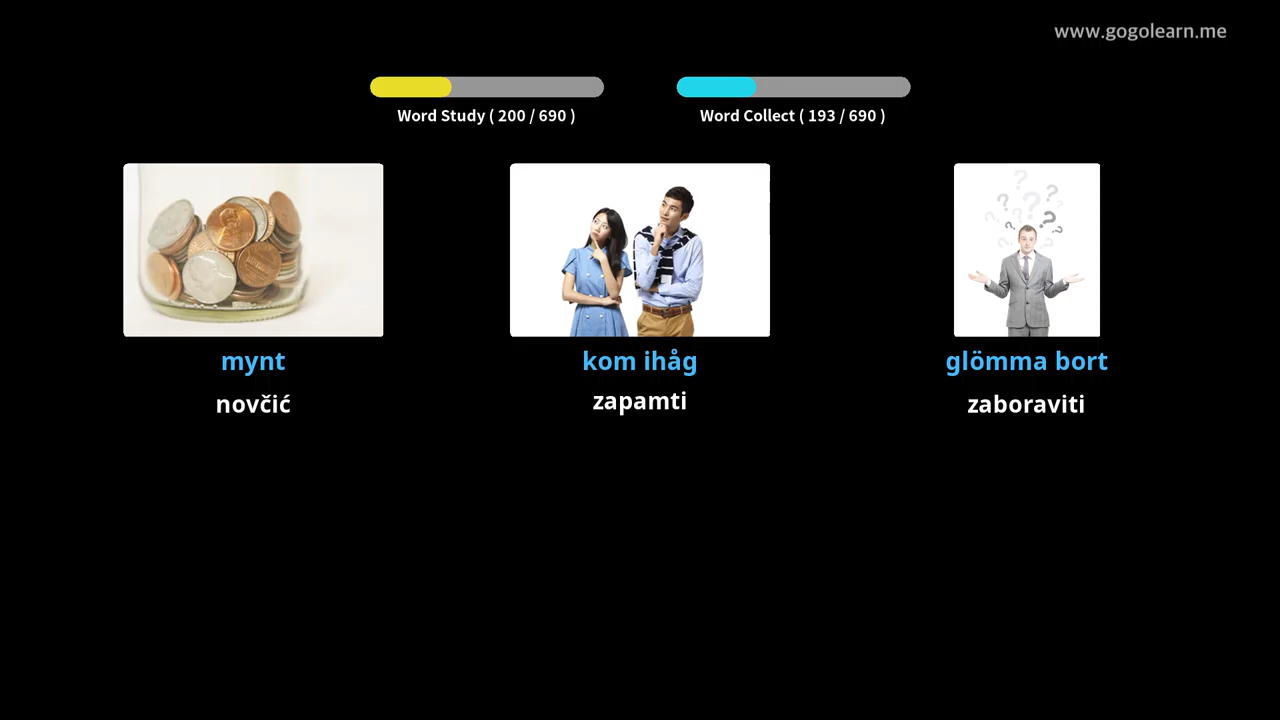 www.gogolearn.me
Word Study ( 200 / 690 )
Word Collect ( 193 / 690 )
mynt
kom ihåg
glömma bort
novčić
zapamti
zaboraviti